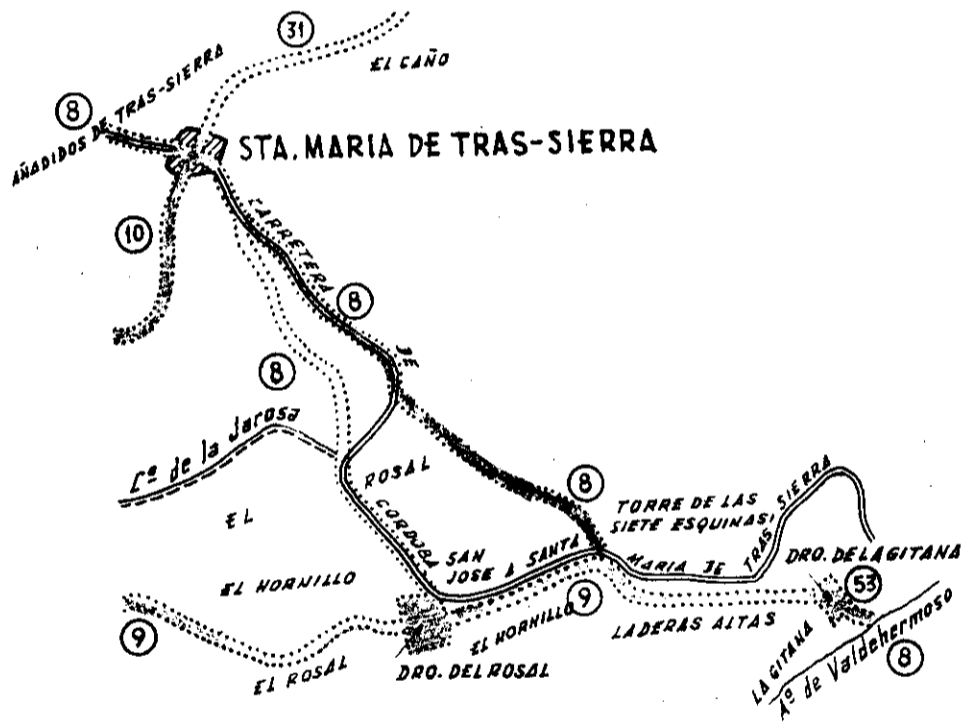 31
EL CAÑO
8
AÑADIDOS DE TRAS-SIERRA
STA. MARIA DE TRAS-SIERRA
10
CARRETERA DE
8
8
Cº de la Jarosa
ROSAL
EL
CORDOBA
8
TORRE DE LAS
SIETE ESQUINAS
SAN
JOSE A SANTA
MARIA DE TRAS SIERRA
DRO. DE LA GITANA
53
EL HORNILLO
9
9
EL HORNILLO
LADERAS ALTAS
EL ROSAL
DRO. DEL ROSAL
LA GITANA
Aº de Valdehermoso
8